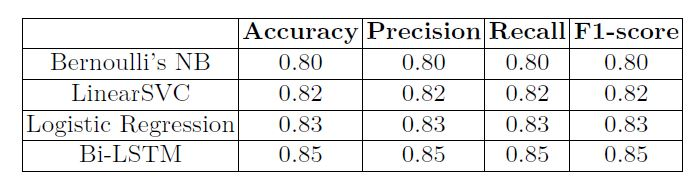 Accuracy Precision Recall F1-score
Bernoulli's NB 0.80 0.80 0.80 0.80
LinearSVC 0.82 0.82 0.82 0.82
Logistic Regression 0.83 0.83 0.83 0.83
Bi-LSTM 0.85 0.85 0.85 0.85